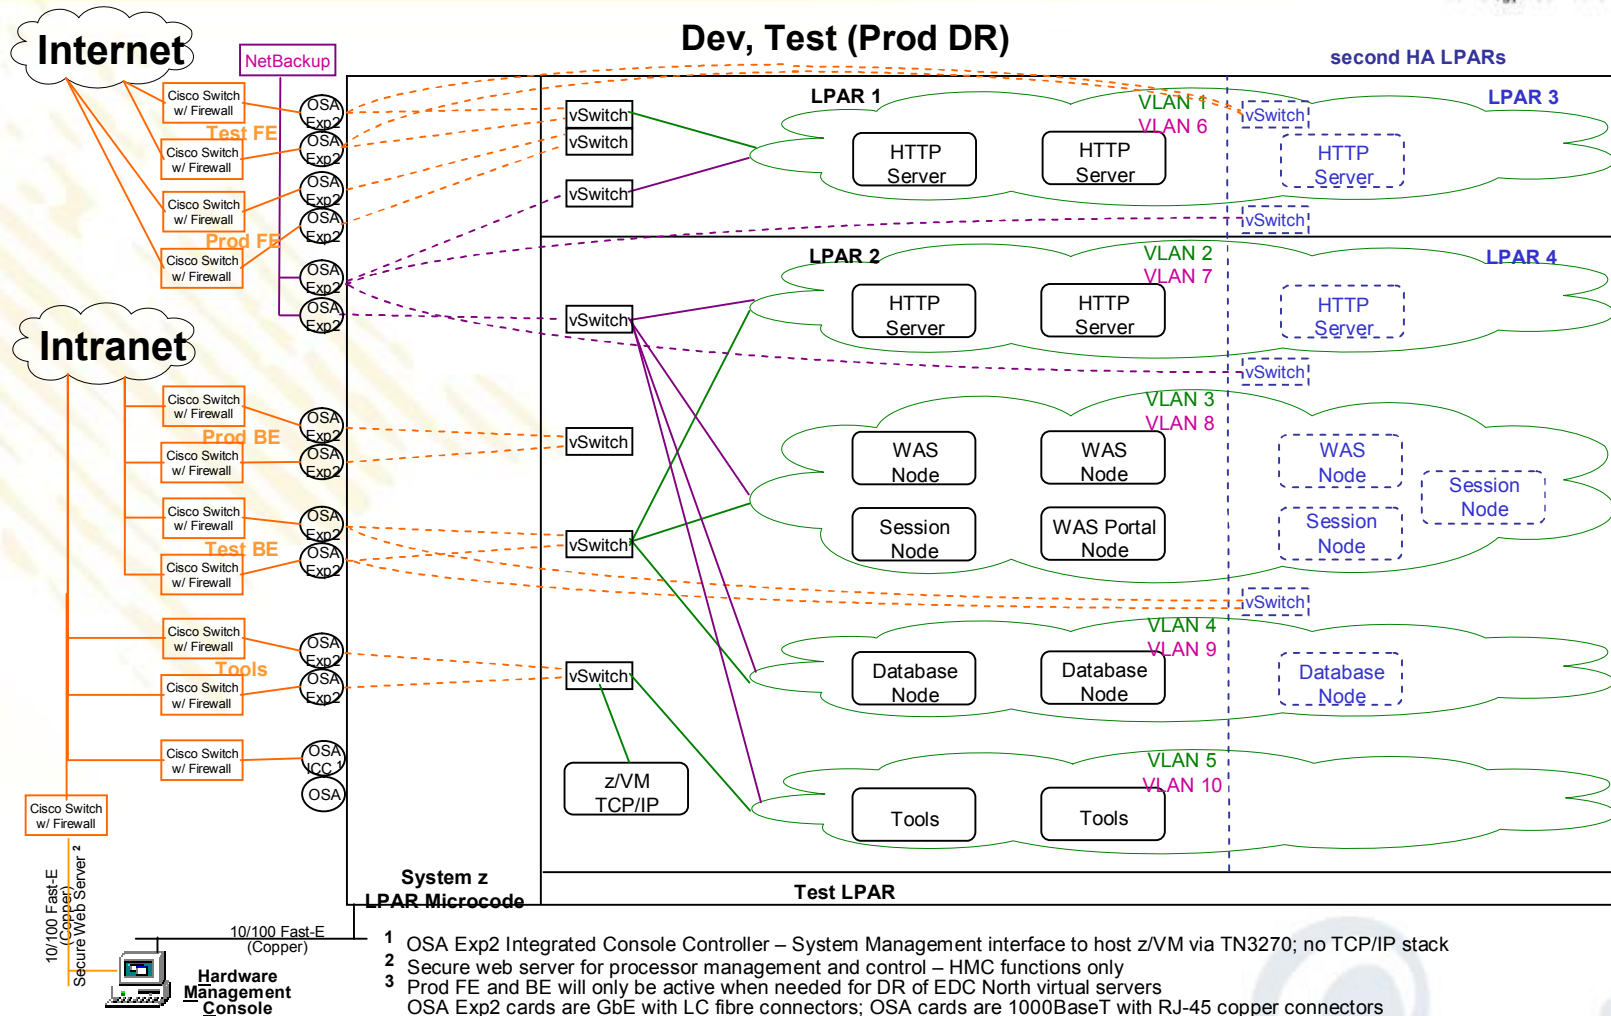 Dev, Test (Prod DR)
second HA LPARs
Internet
NetBackup
Cisco Switch
w/ Firewall
OSA
Exp2
Test FE
Cisco Switch
w/ Firewall
OSA
Exp2
Cisco Switch
w/ Firewall
OSA
Exp2
Prod FE
Cisco Switch
w/ Firewall
OSA
Exp2
OSA
Exp2
OSA
Exp2
Intranet
Cisco Switch
w/ Firewall
OSA
Exp2
Prod BE
Cisco Switch
w/ Firewall
OSA
Exp2
Cisco Switch
w/ Firewall
OSA
Exp2
Test BE
Cisco Switch
w/ Firewall
OSA
Exp2
Cisco Switch
w/ Firewall
OSA
Exp2
Tools
Cisco Switch
w/ Firewall
OSA
Exp2
Cisco Switch
w/ Firewall
OSA
ICC 1
OSA
Cisco Switch
w/ Firewall
10/100 Fast-E
(Copper)
Secure Web Server 2
10/100 Fast-E
(Copper)
Hardware
Management
Console
System z
LPAR Microcode
vSwitch
vSwitch
vSwitch
vSwitch
vSwitch
vSwitch
vSwitch
z/VM
TCP/IP
LPAR 1
VLAN 1
VLAN 6
LPAR 3
vSwitch
HTTP
Server
HTTP
Server
HTTP
Server
vSwitch
LPAR 2
VLAN 2
VLAN 7
LPAR 4
HTTP
Server
HTTP
Server
HTTP
Server
vSwitch
VLAN 3
VLAN 8
WAS
Node
WAS
Node
WAS
Node
Session
Node
Session
Node
WAS Portal
Node
Session
Node
vSwitch
VLAN 4
VLAN 9
Database
Node
Database
Node
Database
Node
VLAN 5
VLAN 10
Tools
Tools
Test LPAR
1 OSA Exp2 Integrated Console Controller – System Management interface to host z/VM via TN3270; no TCP/IP stack
2 Secure web server for processor management and control – HMC functions only
3 Prod FE and BE will only be active when needed for DR of EDC North virtual servers
OSA Exp2 cards are GbE with LC fibre connectors; OSA cards are 1000BaseT with RJ-45 copper connectors